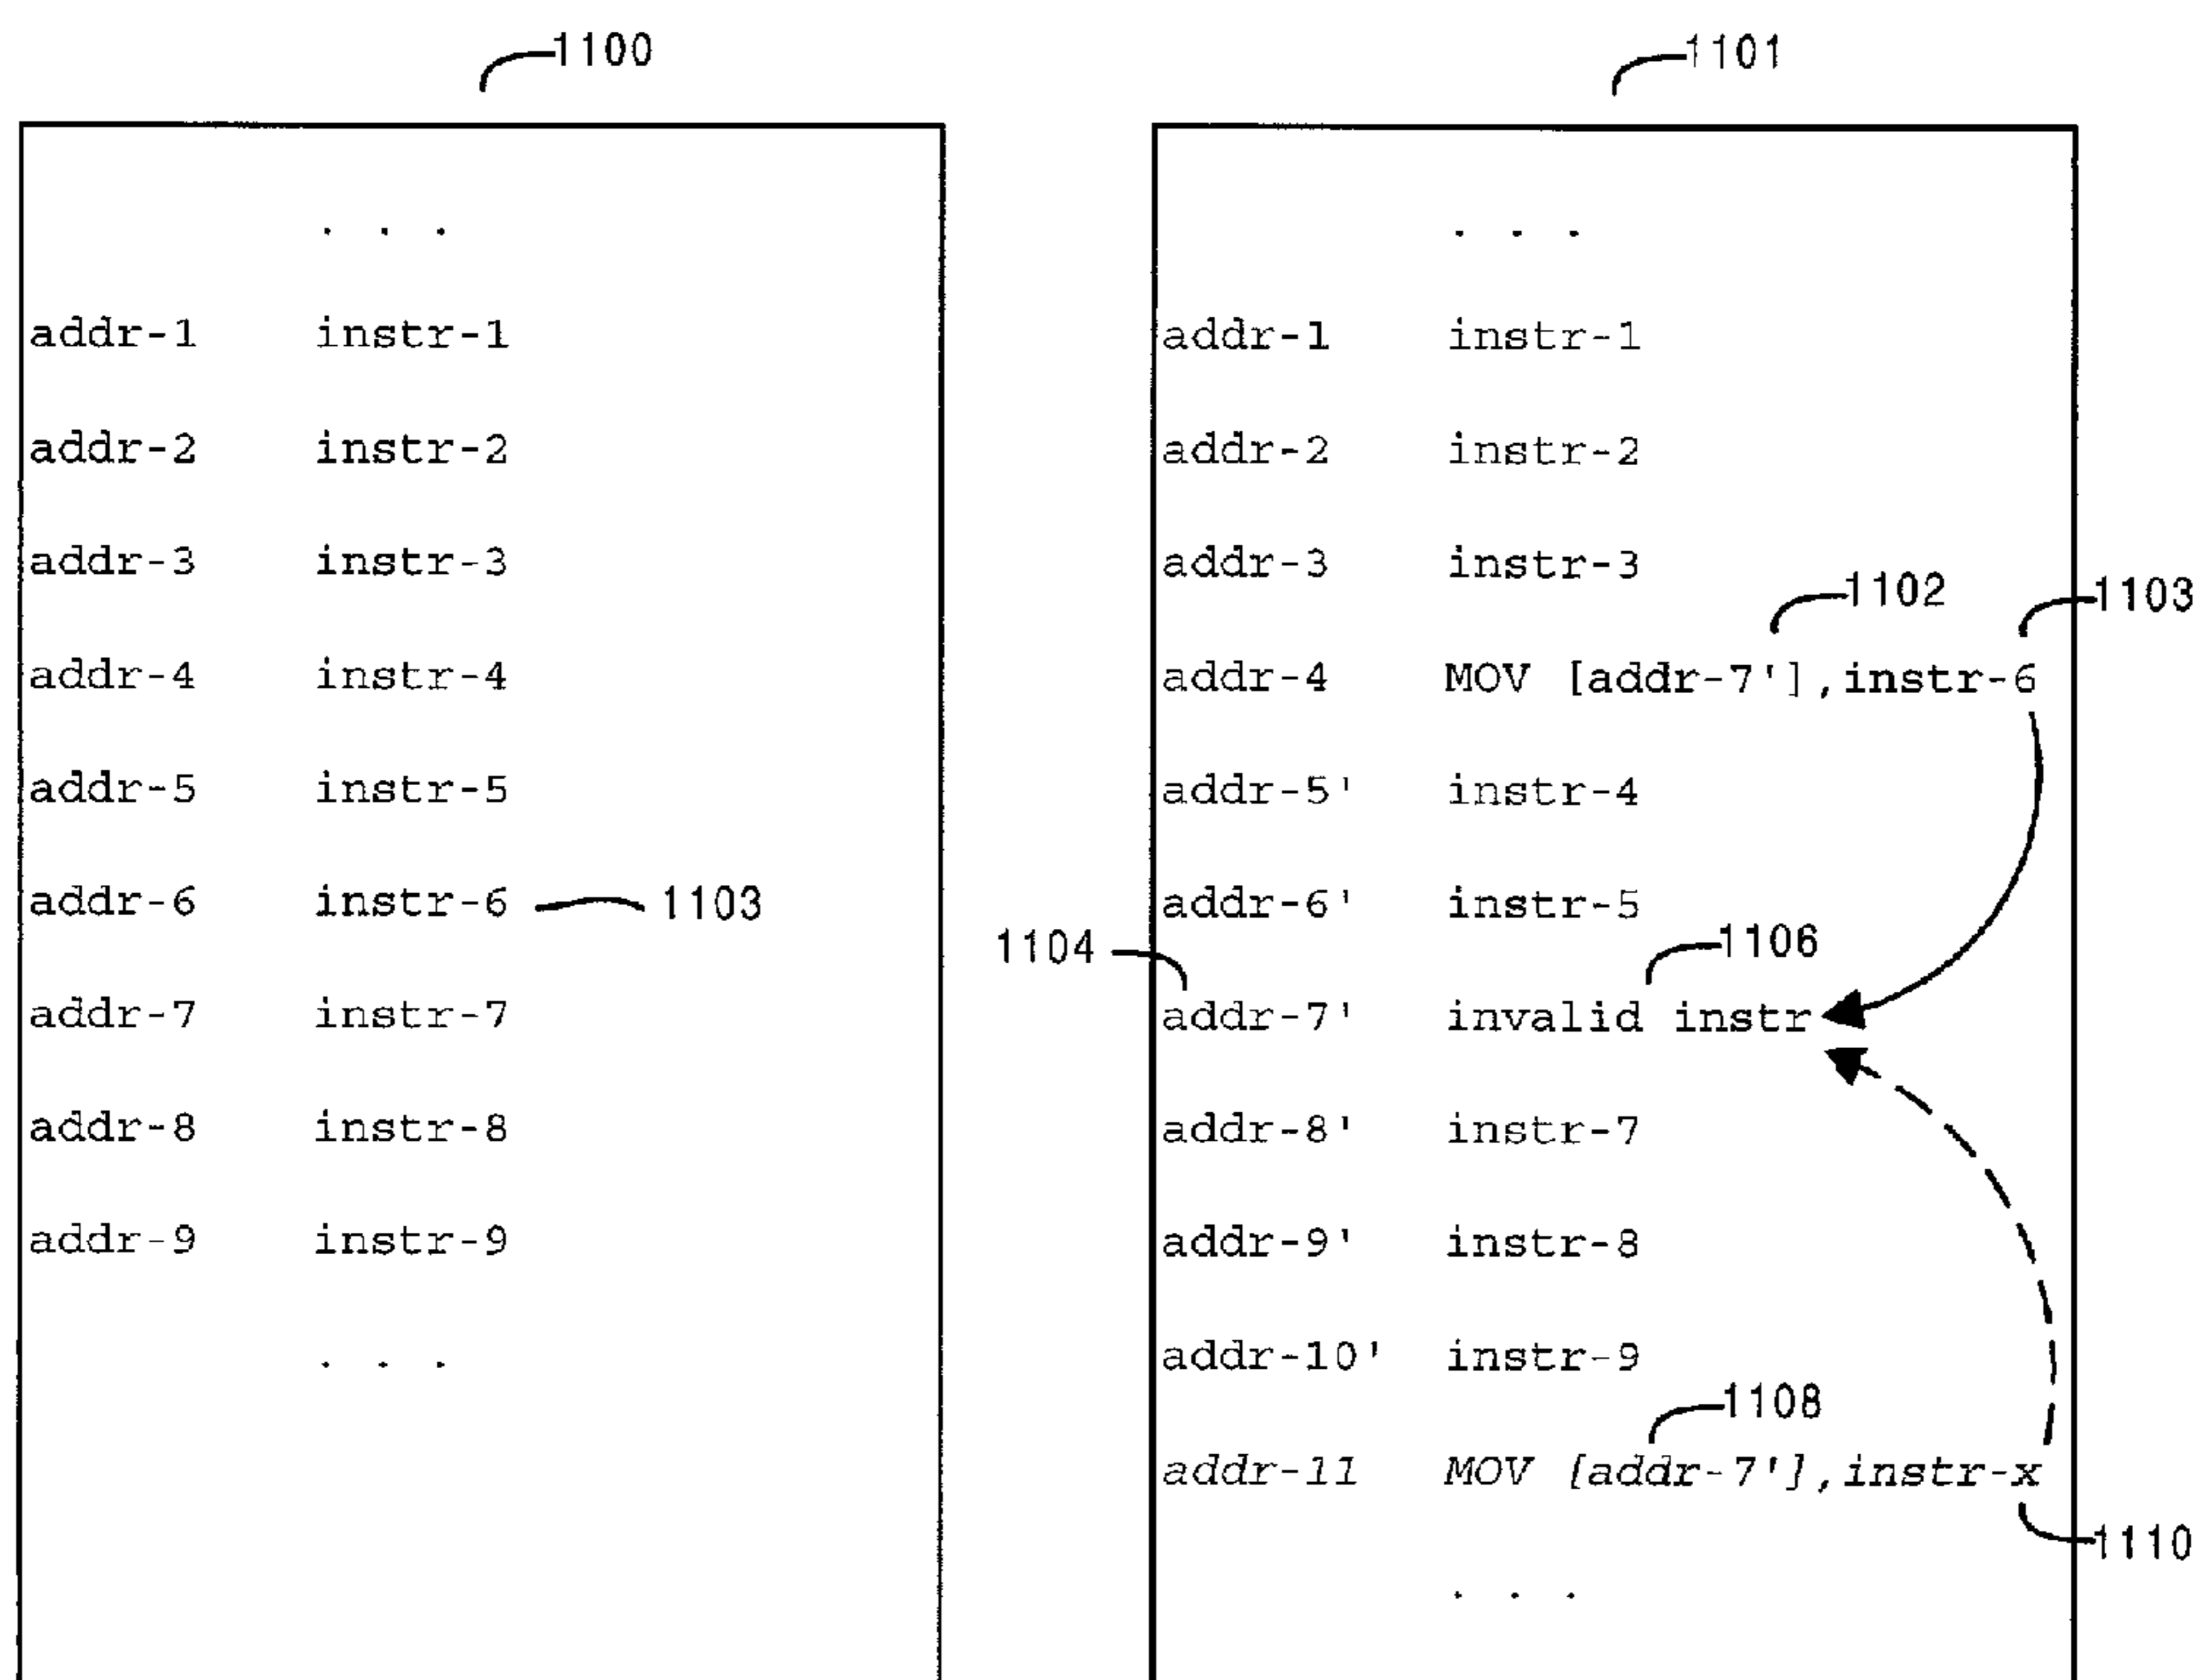 1100
. . .
addr-1 instr-1
addr-2 instr-2
addr-3 instr-3
addr-4 instr-4
addr-5 instr-5
addr-6 instr-6 1103
addr-7 instr-7
addr-8 instr-8
addr-9 instr-9
. . .
1101
. . .
addr-1 instr-1
addr-2 instr-2
addr-3 instr-3
1102 1103
addr-4 MOV [addr-7'],instr-6
addr-5' instr-4
addr-6' instr-5
1104 1106
addr-7' invalid instr
addr-8' instr-7
addr-9' instr-8
addr-10' instr-9
1108
addr-11 MOV [addr-7'],instr-x
1110
. . .